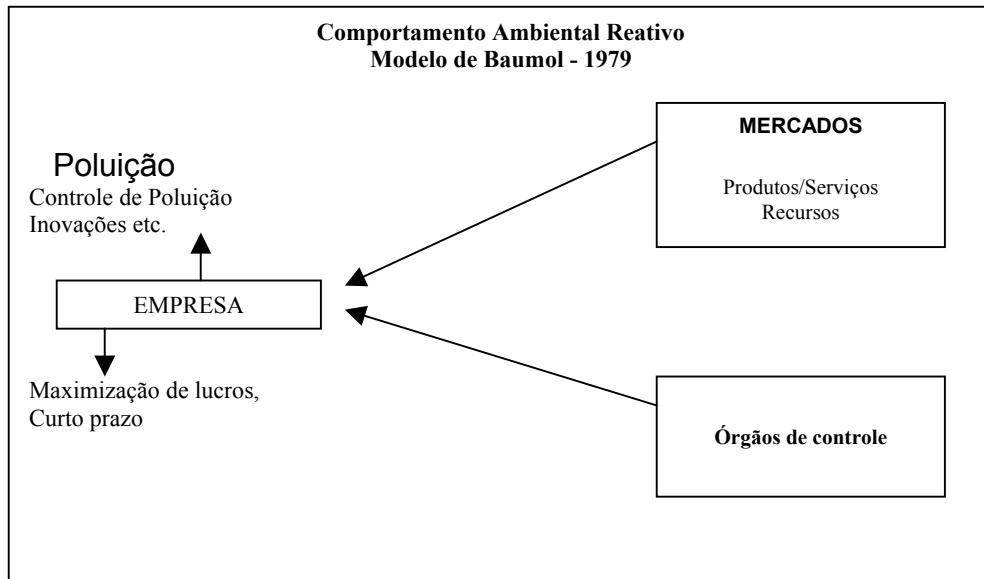 Comportamento Ambiental Reativo
Modelo de Baumol - 1979
MERCADOS
Produtos/Serviços
Recursos
Poluição
Controle de Poluição
Inovações etc.
EMPRESA
Maximização de lucros,
Curto prazo
Órgãos de controle